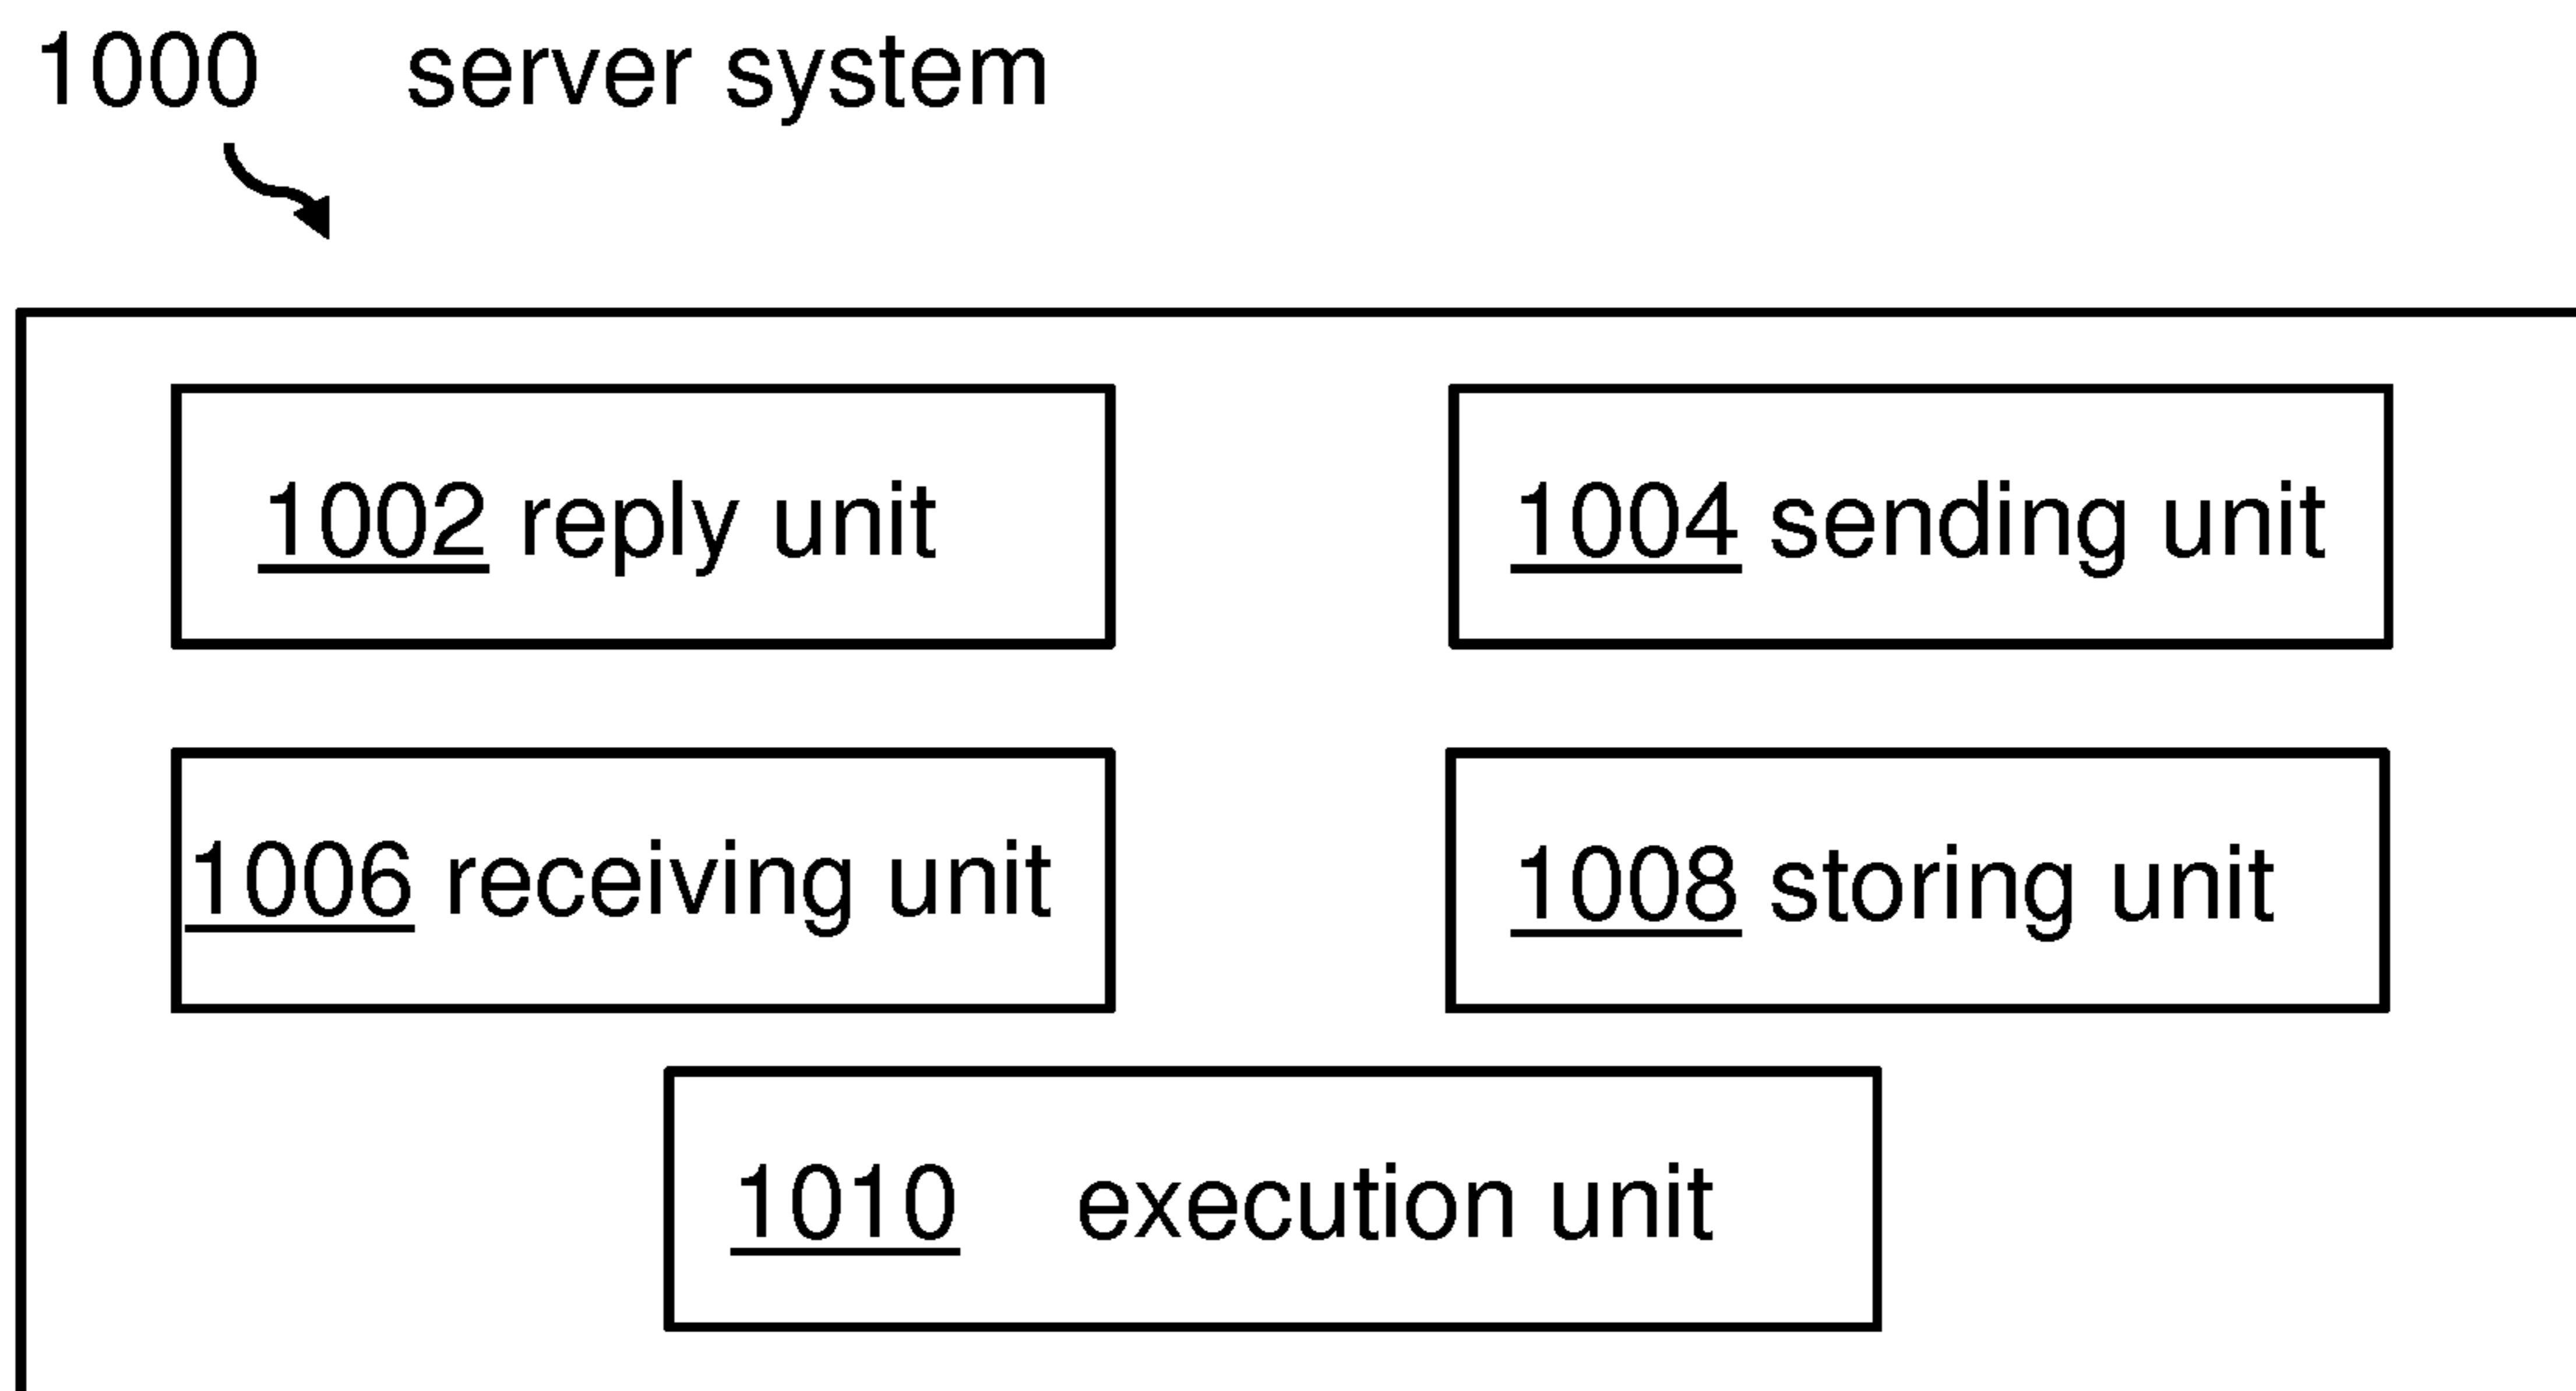 1000 server system
1002 reply unit
1004 sending unit
1006 receiving unit
1008 storing unit
1010 execution unit